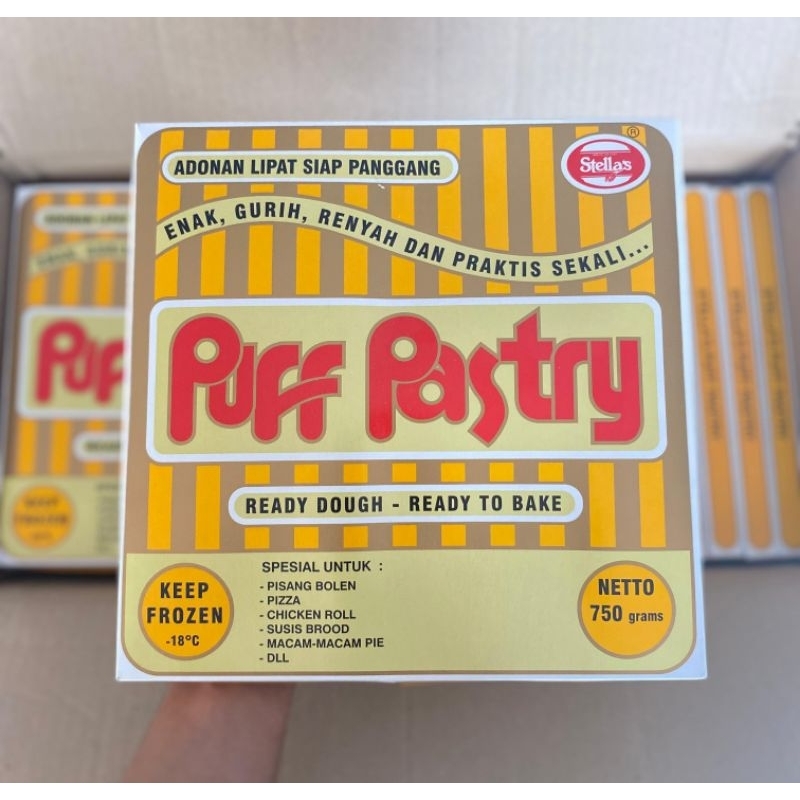 ADONAN LIPAT SIAP PANGGANG
Stella's
®
ENAK, GURIH, RENYAH DAN PRAKTIS SEKALI...
Puff Pastry
READY DOUGH - READY TO BAKE
KEEP
FROZEN
-18°C
SPESIAL UNTUK :
- PISANG BOLEN
- PIZZA
- CHICKEN ROLL
- SUSIS BROOD
- MACAM-MACAM PIE
- DLL
NETTO
750 grams